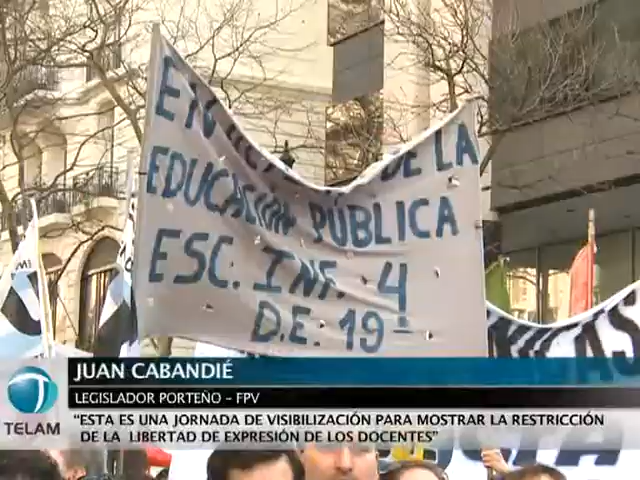 EN DE LA
EDUCACIÓN PÚBLICA
ESC. INF. 4
D.E. 19
JUAN CABANDIÉ
LEGISLADOR PORTEÑO - FPV
"ESTA ES UNA JORNADA DE VISIBILIZACIÓN PARA MOSTRAR LA RESTRICCIÓN
DE LA LIBERTAD DE EXPRESIÓN DE LOS DOCENTES"
TELAM